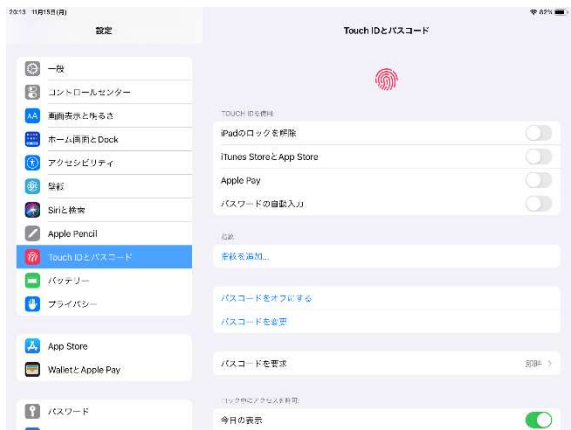 20:13 11月15日(月)
82%
設定
Touch IDとパスコード
一般
コントロールセンター
画面表示と明るさ
ホーム画面とDock
アクセシビリティ
壁紙
Siriと検索
Apple Pencil
Touch IDとパスコード
バッテリー
プライバシー
App Store
WalletとApple Pay
パスワード
TOUCH IDを使用:
iPadのロックを解除
iTunes StoreとApp Store
Apple Pay
パスワードの自動入力
指紋
指紋を追加...
パスコードをオフにする
パスコードを変更
パスコードを要求
即時
ロック中のアクセスを許可:
今日の表示